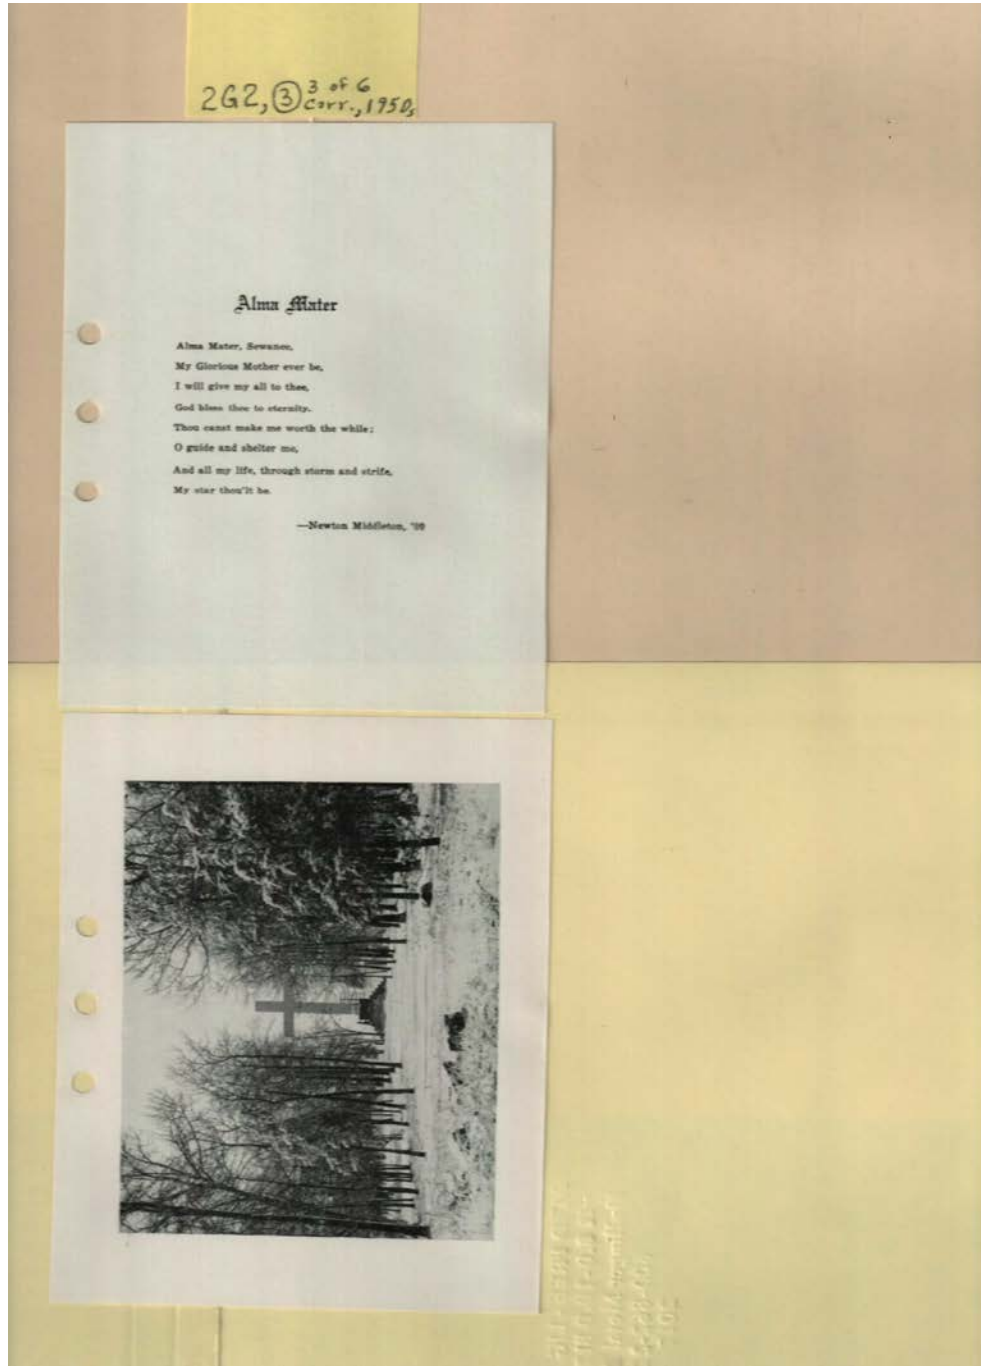 2G2, ③ 3 of 6
Corr., 1950s
Alma Mater
Alma Mater, Sewanee,
My Glorious Mother ever be,
I will give my all to thee,
God bless thee to eternity.
Thou canst make me worth the while;
O guide and shelter me,
And all my life, through storm and strife,
My star thou'lt be.
—Newton Middleton, '09